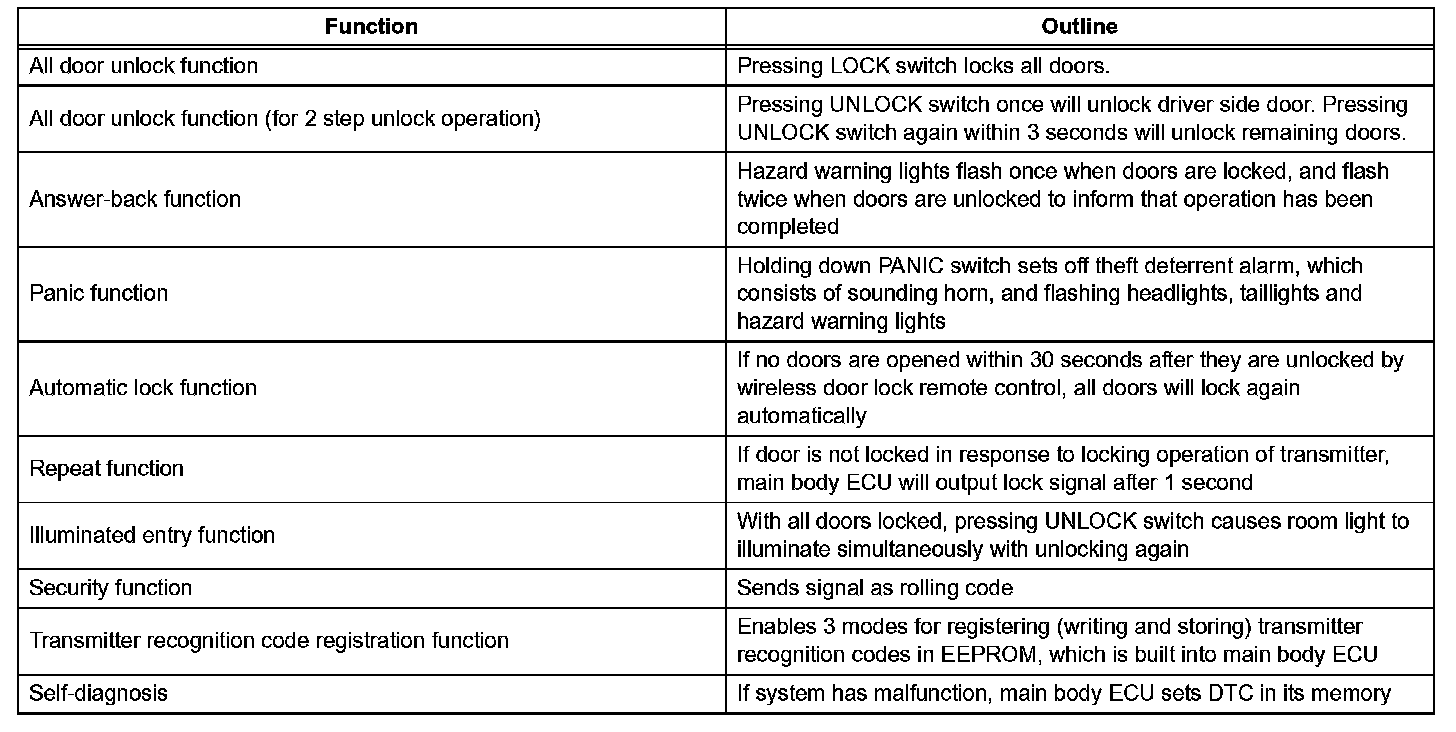 Function Outline
All door unlock function Pressing LOCK switch locks all doors.
All door unlock function (for 2 step unlock operation) Pressing UNLOCK switch once will unlock driver side door. Pressing
UNLOCK switch again within 3 seconds will unlock remaining doors.
Answer-back function Hazard warning lights flash once when doors are locked, and flash
twice when doors are unlocked to inform that operation has been
completed
Panic function Holding down PANIC switch sets off theft deterrent alarm, which
consists of sounding horn, and flashing headlights, taillights and
hazard warning lights
Automatic lock function If no doors are opened within 30 seconds after they are unlocked by
wireless door lock remote control, all doors will lock again
automatically
Repeat function If door is not locked in response to locking operation of transmitter,
main body ECU will output lock signal after 1 second
Illuminated entry function With all doors locked, pressing UNLOCK switch causes room light to
illuminate simultaneously with unlocking again
Security function Sends signal as rolling code
Transmitter recognition code registration function Enables 3 modes for registering (writing and storing) transmitter
recognition codes in EEPROM, which is built into main body ECU
Self-diagnosis If system has malfunction, main body ECU sets DTC in its memory